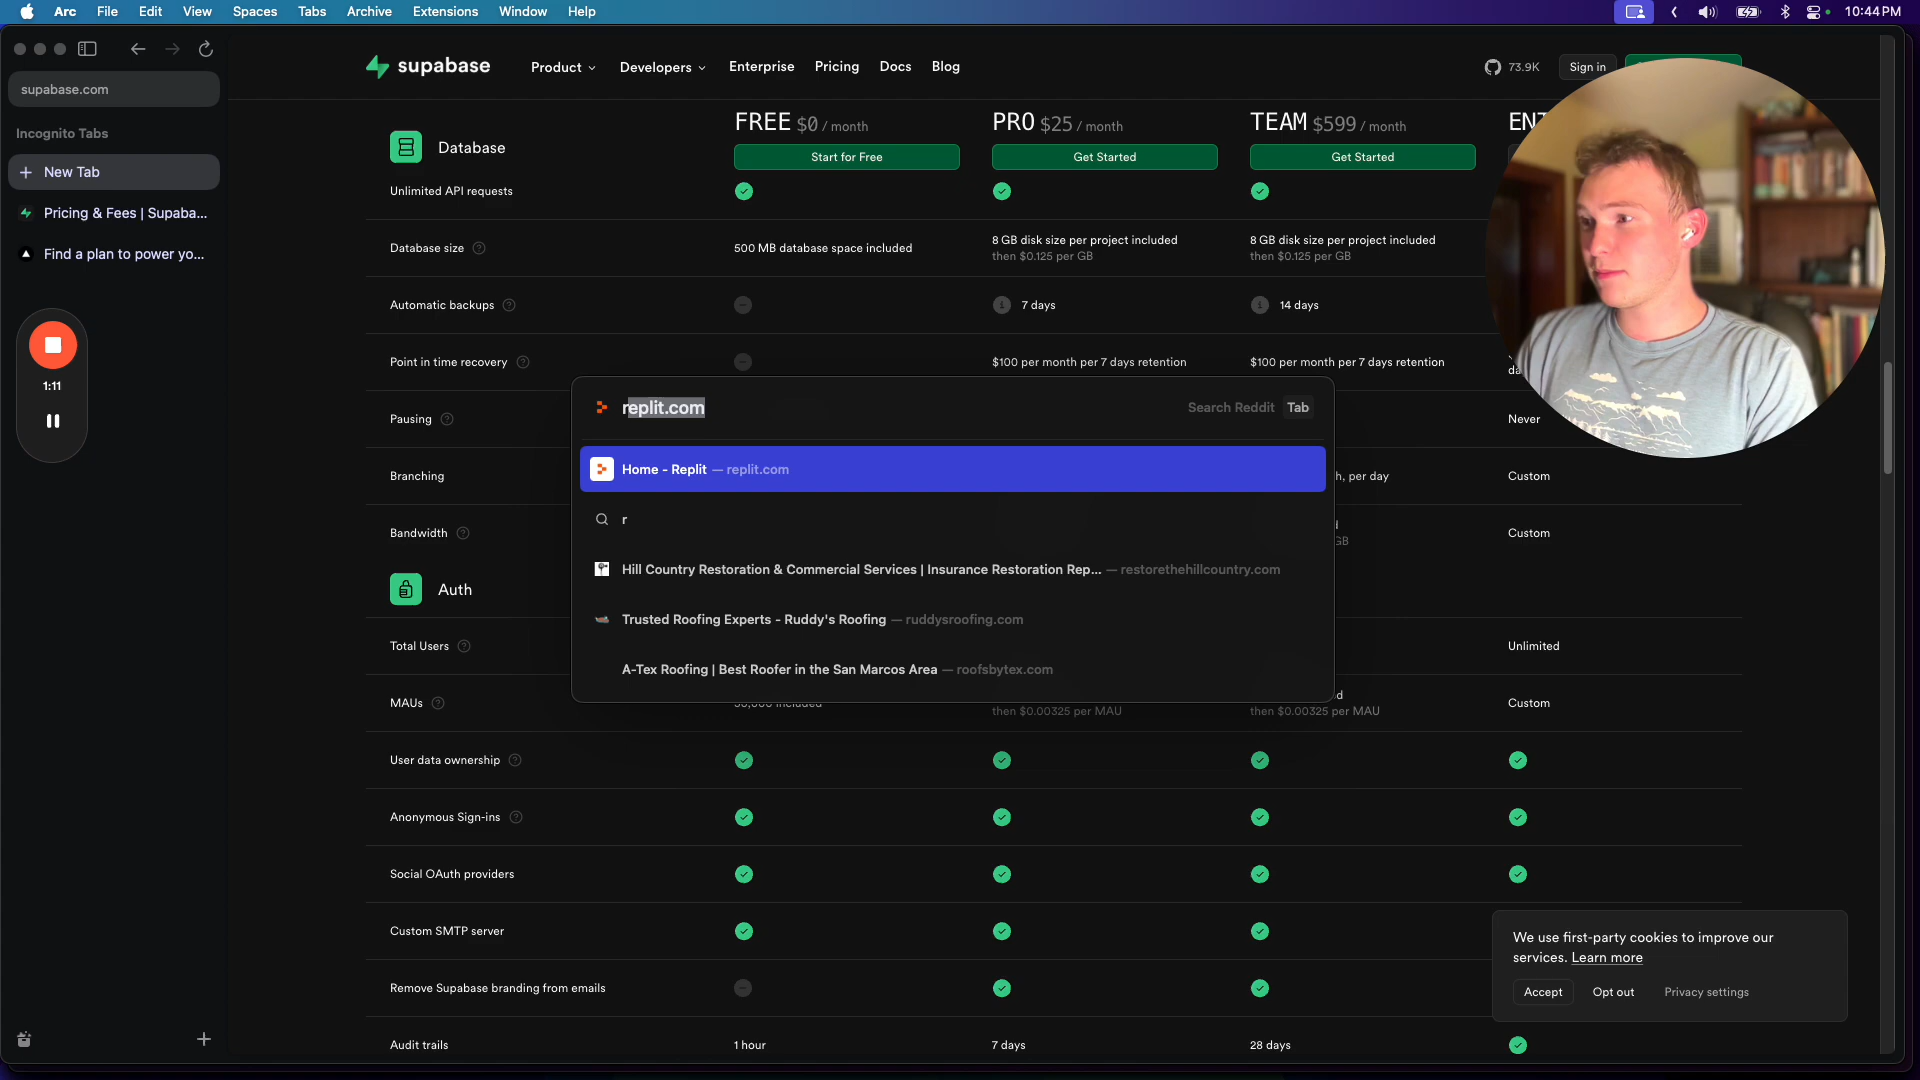 Arc File Edit View Spaces Tabs Archive Extensions Window Help
10:44PM
supabase.com
Incognito Tabs
New Tab
Pricing & Fees | Supaba...
Find a plan to power yo...
1:11
supabase
Product Developers Enterprise Pricing Docs Blog
73.9K
Sign in
Database
FREE $0 / month
Start for Free
PRO $25 / month
Get Started
TEAM $599 / month
Get Started
Unlimited API requests
Database size
500 MB database space included
8 GB disk size per project included
then $0.125 per GB
8 GB disk size per project included
then $0.125 per GB
Automatic backups
7 days
14 days
Point in time recovery
$100 per month per 7 days retention
$100 per month per 7 days retention
Pausing
Never
Branching
h, per day
Custom
Bandwidth
GB
Custom
replit.com
Search Reddit Tab
Home - Replit — replit.com
r
Hill Country Restoration & Commercial Services | Insurance Restoration Rep... — restorethehillcountry.com
Trusted Roofing Experts - Ruddy's Roofing — ruddysroofing.com
A-Tex Roofing | Best Roofer in the San Marcos Area — roofsbytex.com
Auth
Total Users
Unlimited
MAUs
then $0.00325 per MAU
then $0.00325 per MAU
Custom
User data ownership
Anonymous Sign-ins
Social OAuth providers
Custom SMTP server
Remove Supabase branding from emails
Audit trails
1 hour
7 days
28 days
We use first-party cookies to improve our
services. Learn more
Accept Opt out Privacy settings